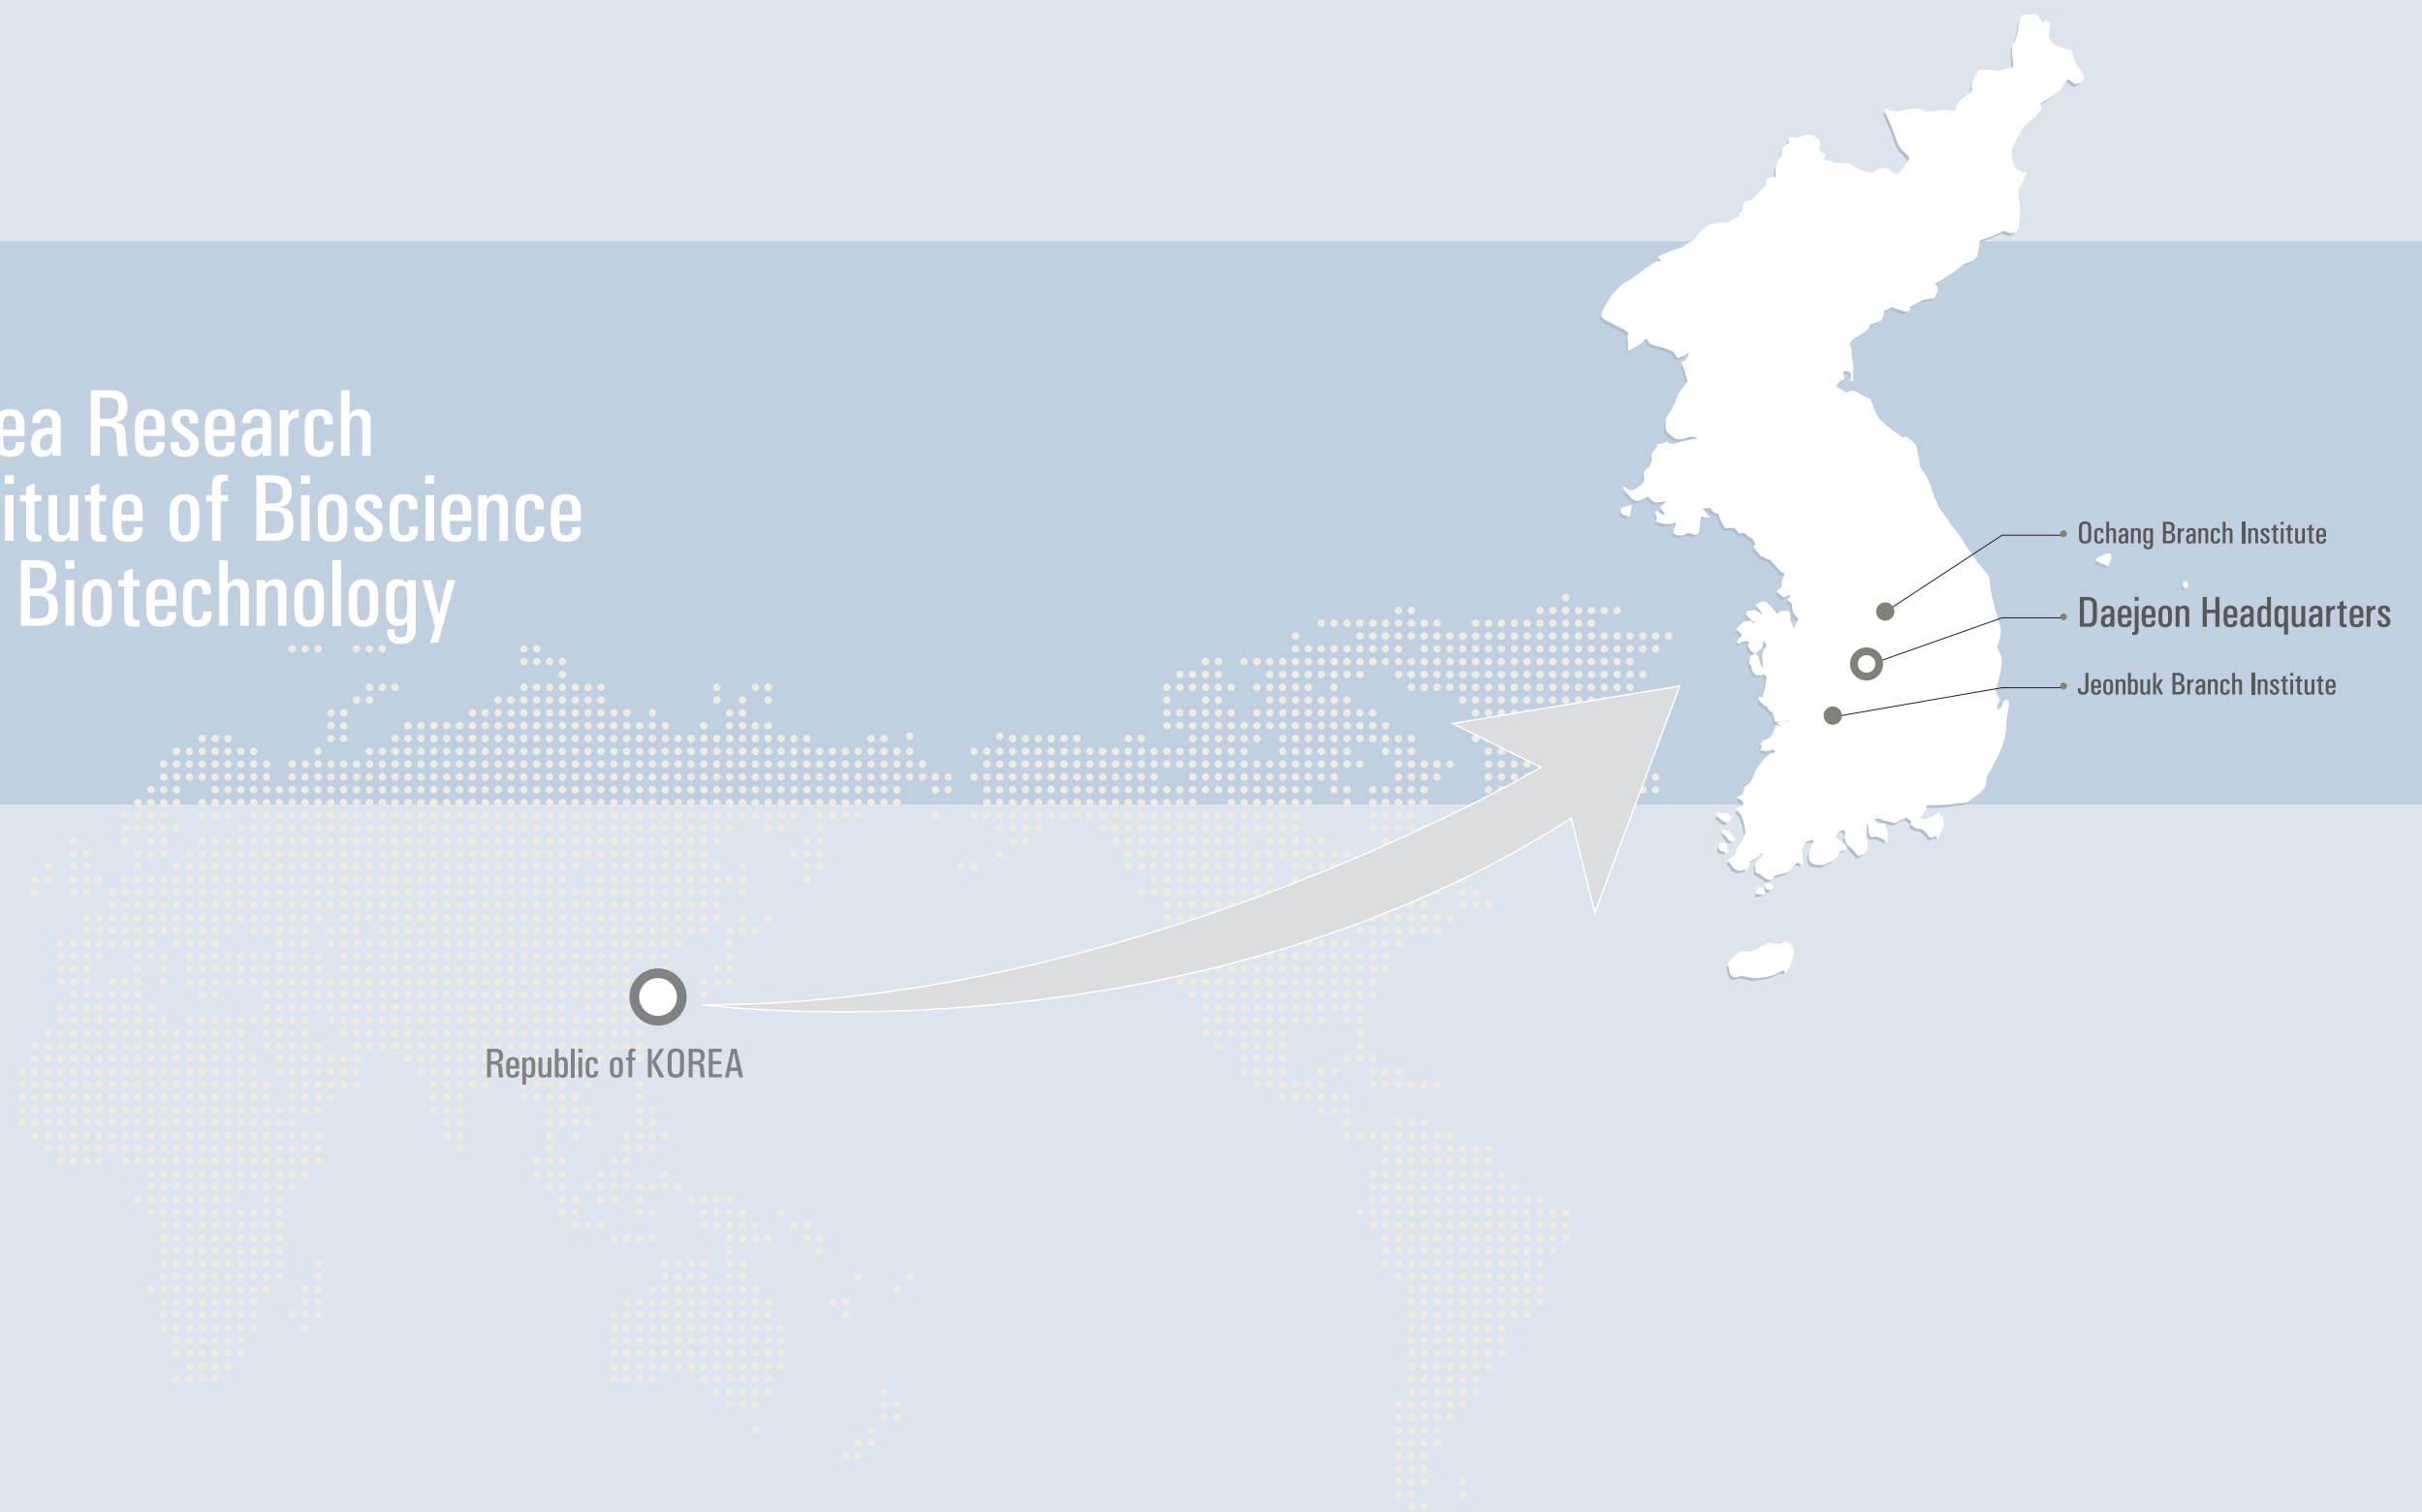 ea Research
itute of Bioscience
Biotechnology
Ochang Branch Institute
Daejeon Headquarters
Jeonbuk Branch Institute
Republic of KOREA